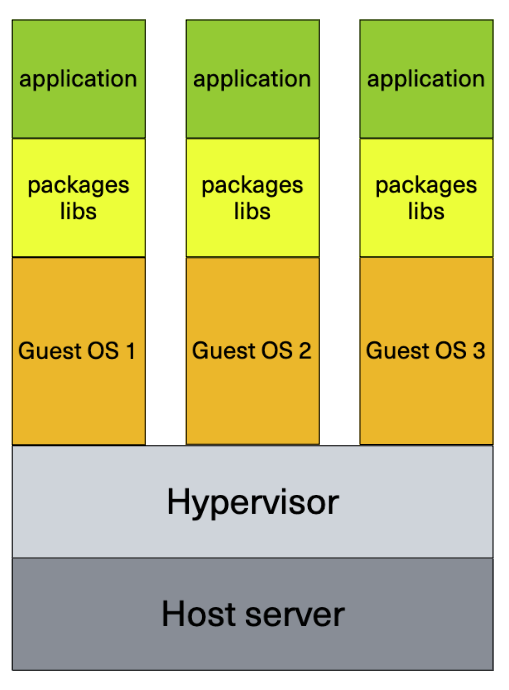 application
application
application
packages
libs
packages
libs
packages
libs
Guest OS 1
Guest OS 2
Guest OS 3
Hypervisor
Host server